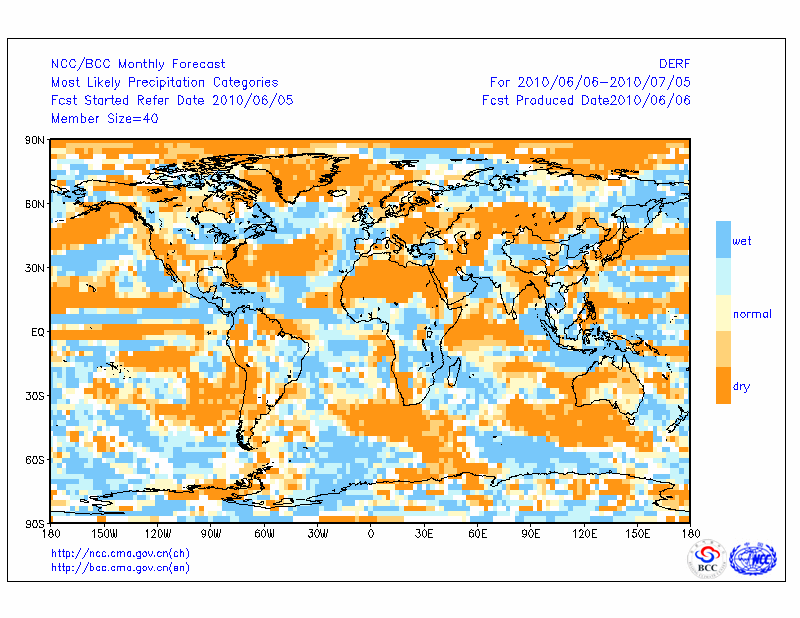 NCC/BCC Monthly Forecast
DERF
Most Likely Precipitation Categories
For 2010/06/06-2010/07/05
Fcst Started Refer Date 2010/06/05
Fcst Produced Date2010/06/06
Member Size=40
90N
60N
30N
EQ
30S
60S
90S
180 150W 120W 90W 60W 30W 0 30E 60E 90E 120E 150E 180
wet
normal
dry
http://ncc.cma.gov.cn(ch)
http://bcc.cma.gov.cn(en)
BCC
NCC